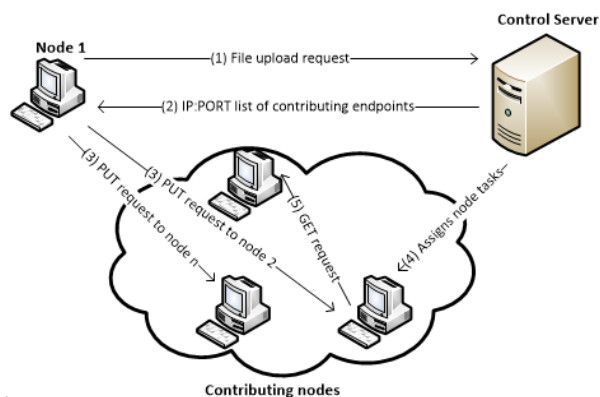 Control Server
Node 1
(1) File upload request
(2) IP:PORT list of contributing endpoints
(3) PUT request to node n
(3) PUT request to node 2
(5) GET request
(4) Assigns node tasks
Contributing nodes